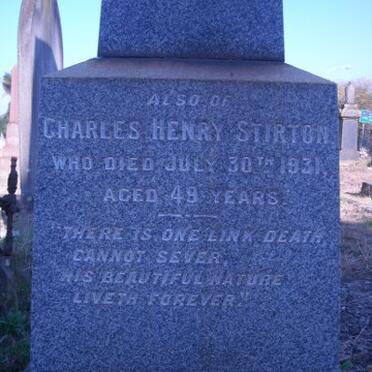 ALSO OF
CHARLES HENRY STIRTON
WHO DIED JULY 30TH 1931,
AGED 49 YEARS.
"THERE IS ONE LINK DEATH
CANNOT SEVER.
HIS BEAUTIFUL NATURE
LIVETH FOREVER."